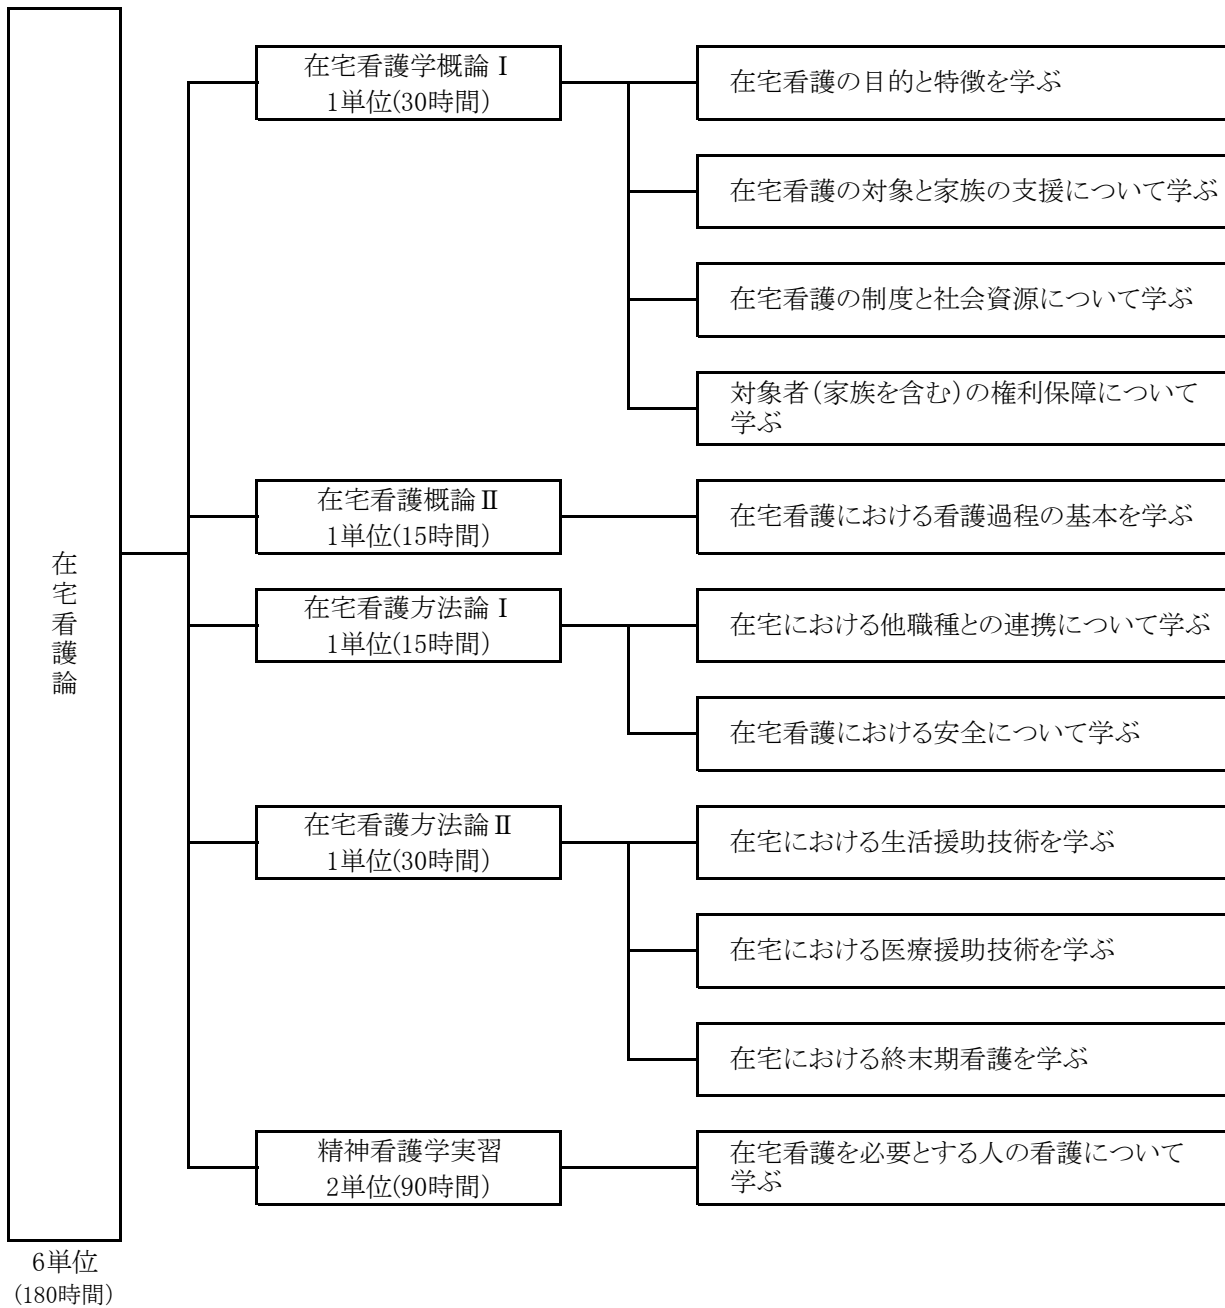 在宅看護論
6単位
(180時間)
在宅看護学概論Ⅰ
1単位(30時間)
在宅看護の目的と特徴を学ぶ
在宅看護の対象と家族の支援について学ぶ
在宅看護の制度と社会資源について学ぶ
対象者(家族を含む)の権利保障について
学ぶ
在宅看護概論Ⅱ
1単位(15時間)
在宅看護における看護過程の基本を学ぶ
在宅看護方法論Ⅰ
1単位(15時間)
在宅における他職種との連携について学ぶ
在宅看護における安全について学ぶ
在宅看護方法論Ⅱ
1単位(30時間)
在宅における生活援助技術を学ぶ
在宅における医療援助技術を学ぶ
在宅における終末期看護を学ぶ
精神看護学実習
2単位(90時間)
在宅看護を必要とする人の看護について
学ぶ